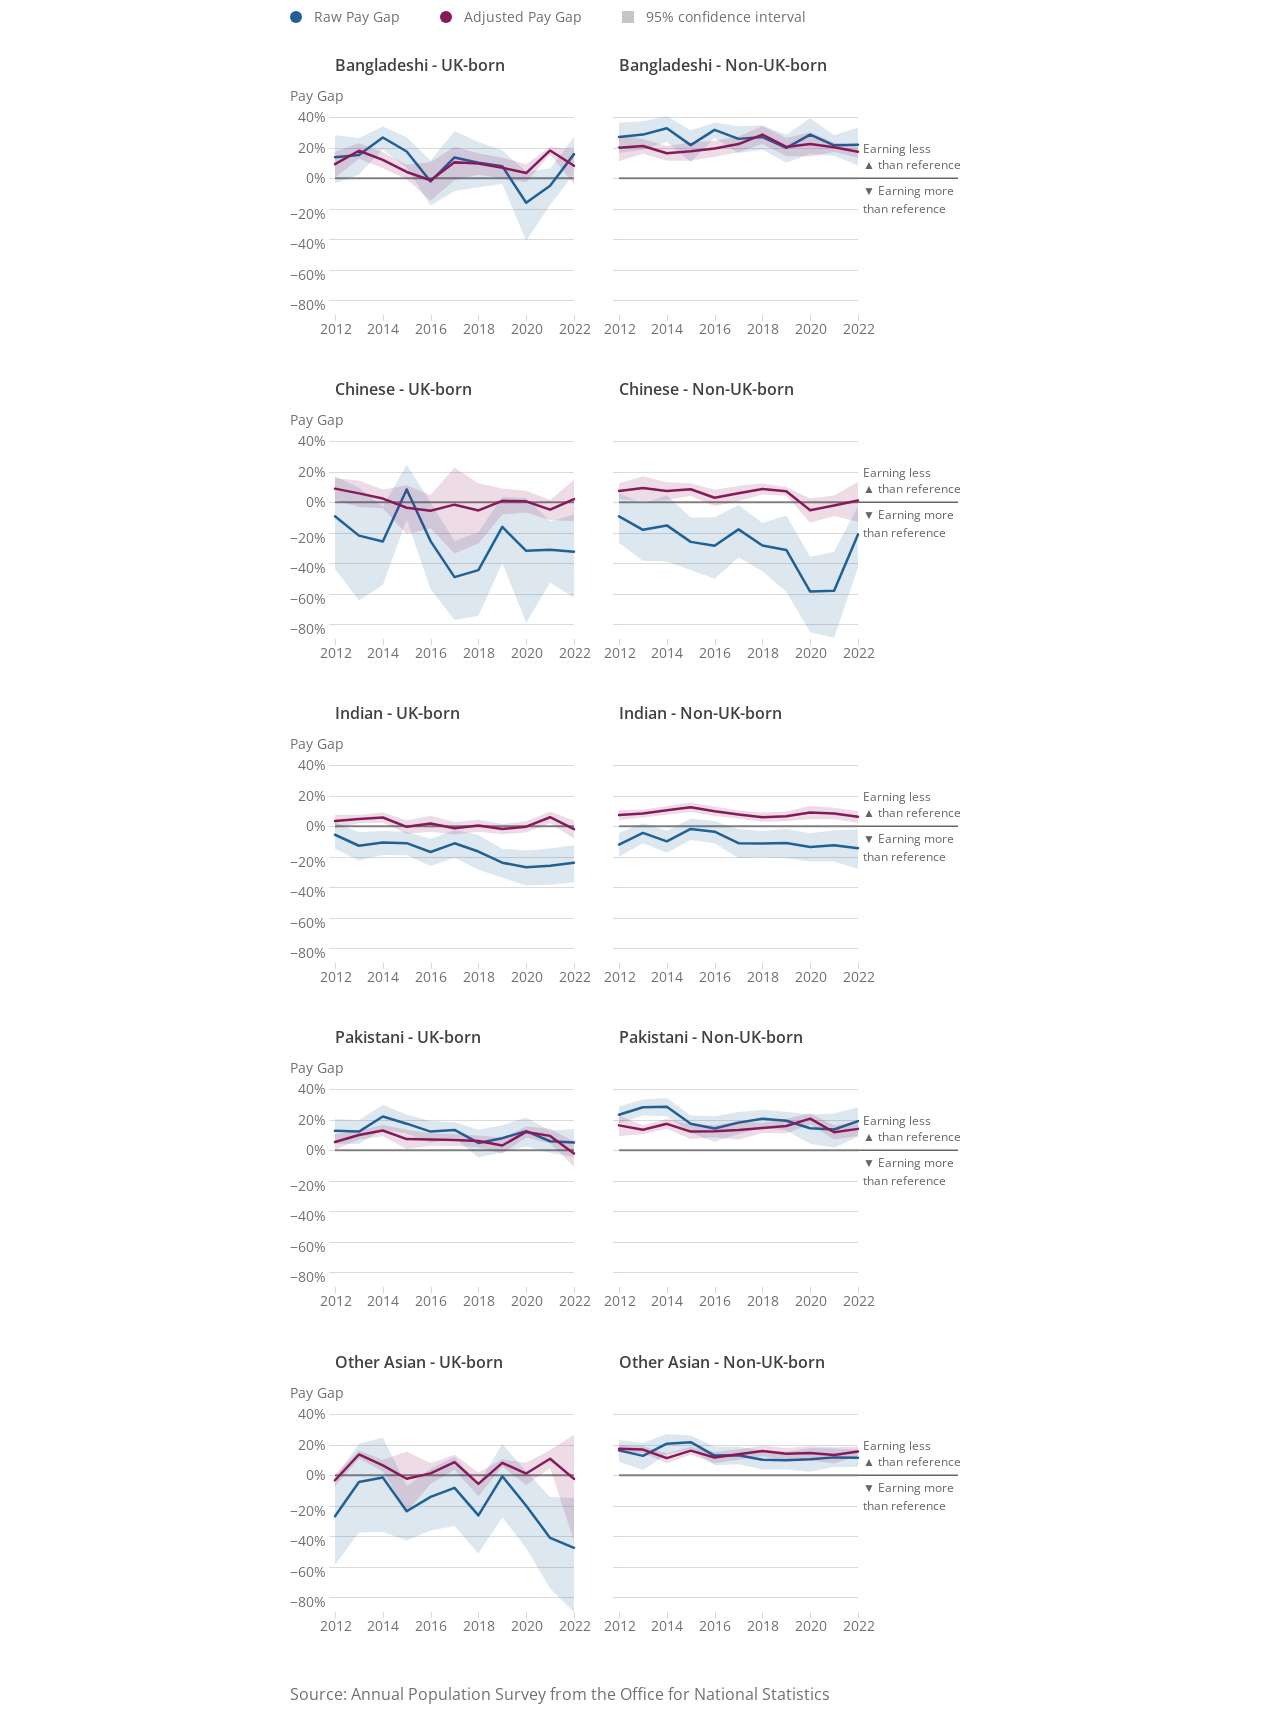 Raw Pay Gap Adjusted Pay Gap 95% confidence interval
Bangladeshi - UK-born Bangladeshi - Non-UK-born
Pay Gap
40%
20%
0%
−20%
−40%
−60%
−80%
Earning less
▲ than reference
▼ Earning more
than reference
2012 2014 2016 2018 2020 2022 2012 2014 2016 2018 2020 2022
Chinese - UK-born Chinese - Non-UK-born
Pay Gap
40%
20%
0%
−20%
−40%
−60%
−80%
Earning less
▲ than reference
▼ Earning more
than reference
2012 2014 2016 2018 2020 2022 2012 2014 2016 2018 2020 2022
Indian - UK-born Indian - Non-UK-born
Pay Gap
40%
20%
0%
−20%
−40%
−60%
−80%
Earning less
▲ than reference
▼ Earning more
than reference
2012 2014 2016 2018 2020 2022 2012 2014 2016 2018 2020 2022
Pakistani - UK-born Pakistani - Non-UK-born
Pay Gap
40%
20%
0%
−20%
−40%
−60%
−80%
Earning less
▲ than reference
▼ Earning more
than reference
2012 2014 2016 2018 2020 2022 2012 2014 2016 2018 2020 2022
Other Asian - UK-born Other Asian - Non-UK-born
Pay Gap
40%
20%
0%
−20%
−40%
−60%
−80%
Earning less
▲ than reference
▼ Earning more
than reference
2012 2014 2016 2018 2020 2022 2012 2014 2016 2018 2020 2022
Source: Annual Population Survey from the Office for National Statistics